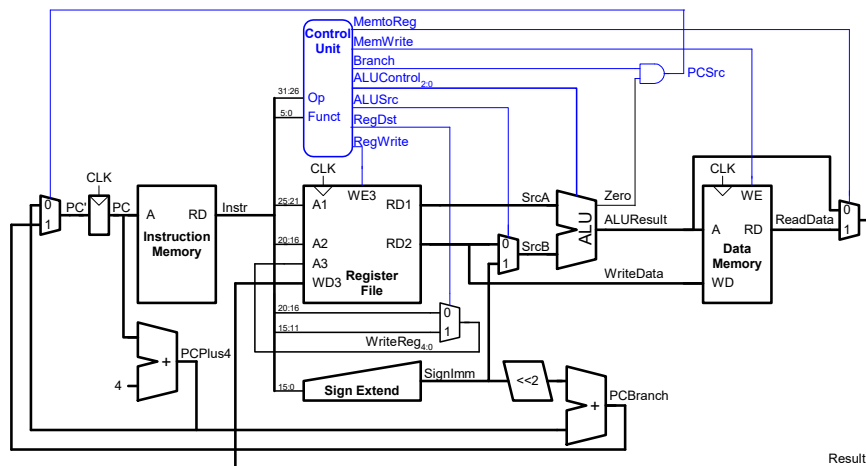 MemtoReg
Control
Unit
MemWrite
Branch
PCSrc
ALUControl2:0
31:26
Op
ALUSrc
5:0
Funct
RegDst
RegWrite
CLK
CLK
CLK
0
1
PC'
PC
A
RD
Instruction
Memory
Instr
25:21
A1
WE3
RD1
SrcA
Zero
WE
0
1
20:16
A2
RD2
0
1
SrcB
ALU
ALUResult
A
RD
ReadData
A3
Data
Memory
WD3
Register
File
WriteData
WD
20:16
0
15:11
1
WriteReg4:0
PCPlus4
+
4
SignImm
15:0
Sign Extend
<<2
PCBranch
+
Result